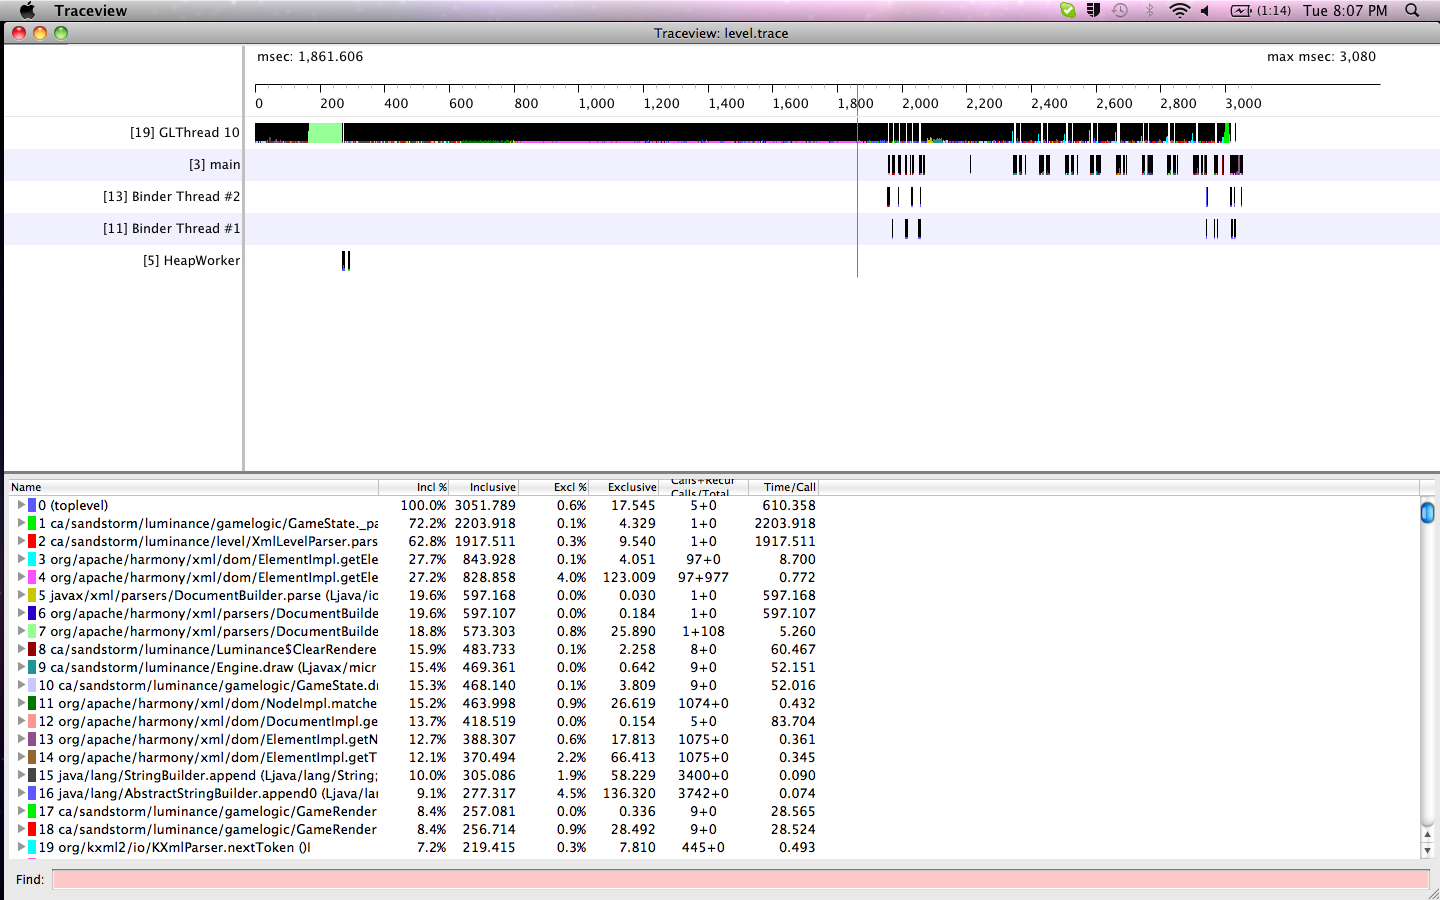 Traceview (1:14) Tue 8:07 PM
Traceview: level.trace
msec: 1,861.606 max msec: 3,080
0 200 400 600 800 1,000 1,200 1,400 1,600 1,800 2,000 2,200 2,400 2,600 2,800 3,000
[19] GLThread 10
[3] main
[13] Binder Thread #2
[11] Binder Thread #1
[5] HeapWorker
Name Incl % Inclusive Excl % Exclusive Calls+Recur Calls/Total Time/Call
0 (toplevel) 100.0% 3051.789 0.6% 17.545 5+0 610.358
1 ca/sandstorm/luminance/gamelogic/GameState._pa 72.2% 2203.918 0.1% 4.329 1+0 2203.918
2 ca/sandstorm/luminance/level/XmlLevelParser.pars 62.8% 1917.511 0.3% 9.540 1+0 1917.511
3 org/apache/harmony/xml/dom/ElementImpl.getEle 27.7% 843.928 0.1% 4.051 97+0 8.700
4 org/apache/harmony/xml/dom/ElementImpl.getEle 27.2% 828.858 4.0% 123.009 97+977 0.772
5 javax/xml/parsers/DocumentBuilder.parse (Ljava/io 19.6% 597.168 0.0% 0.030 1+0 597.168
6 org/apache/harmony/xml/parsers/DocumentBuilde 19.6% 597.107 0.0% 0.184 1+0 597.107
7 org/apache/harmony/xml/parsers/DocumentBuilde 18.8% 573.303 0.8% 25.890 1+108 5.260
8 ca/sandstorm/luminance/Luminance$ClearRendere 15.9% 483.733 0.1% 2.258 8+0 60.467
9 ca/sandstorm/luminance/Engine.draw (Ljavax/micr 15.4% 469.361 0.0% 0.642 9+0 52.151
10 ca/sandstorm/luminance/gamelogic/GameState.dr 15.3% 468.140 0.1% 3.809 9+0 52.016
11 org/apache/harmony/xml/dom/NodeImpl.matche 15.2% 463.998 0.9% 26.619 1074+0 0.432
12 org/apache/harmony/xml/dom/DocumentImpl.ge 13.7% 418.519 0.0% 0.154 5+0 83.704
13 org/apache/harmony/xml/dom/ElementImpl.getN 12.7% 388.307 0.6% 17.813 1075+0 0.361
14 org/apache/harmony/xml/dom/ElementImpl.getT 12.1% 370.494 2.2% 66.413 1075+0 0.345
15 java/lang/StringBuilder.append (Ljava/lang/String; 10.0% 305.086 1.9% 58.229 3400+0 0.090
16 java/lang/AbstractStringBuilder.append0 (Ljava/lar 9.1% 277.317 4.5% 136.320 3742+0 0.074
17 ca/sandstorm/luminance/gamelogic/GameRender 8.4% 257.081 0.0% 0.336 9+0 28.565
18 ca/sandstorm/luminance/gamelogic/GameRender 8.4% 256.714 0.9% 28.492 9+0 28.524
19 org/kxml2/io/KXmlParser.nextToken ()I 7.2% 219.415 0.3% 7.810 445+0 0.493
Find: